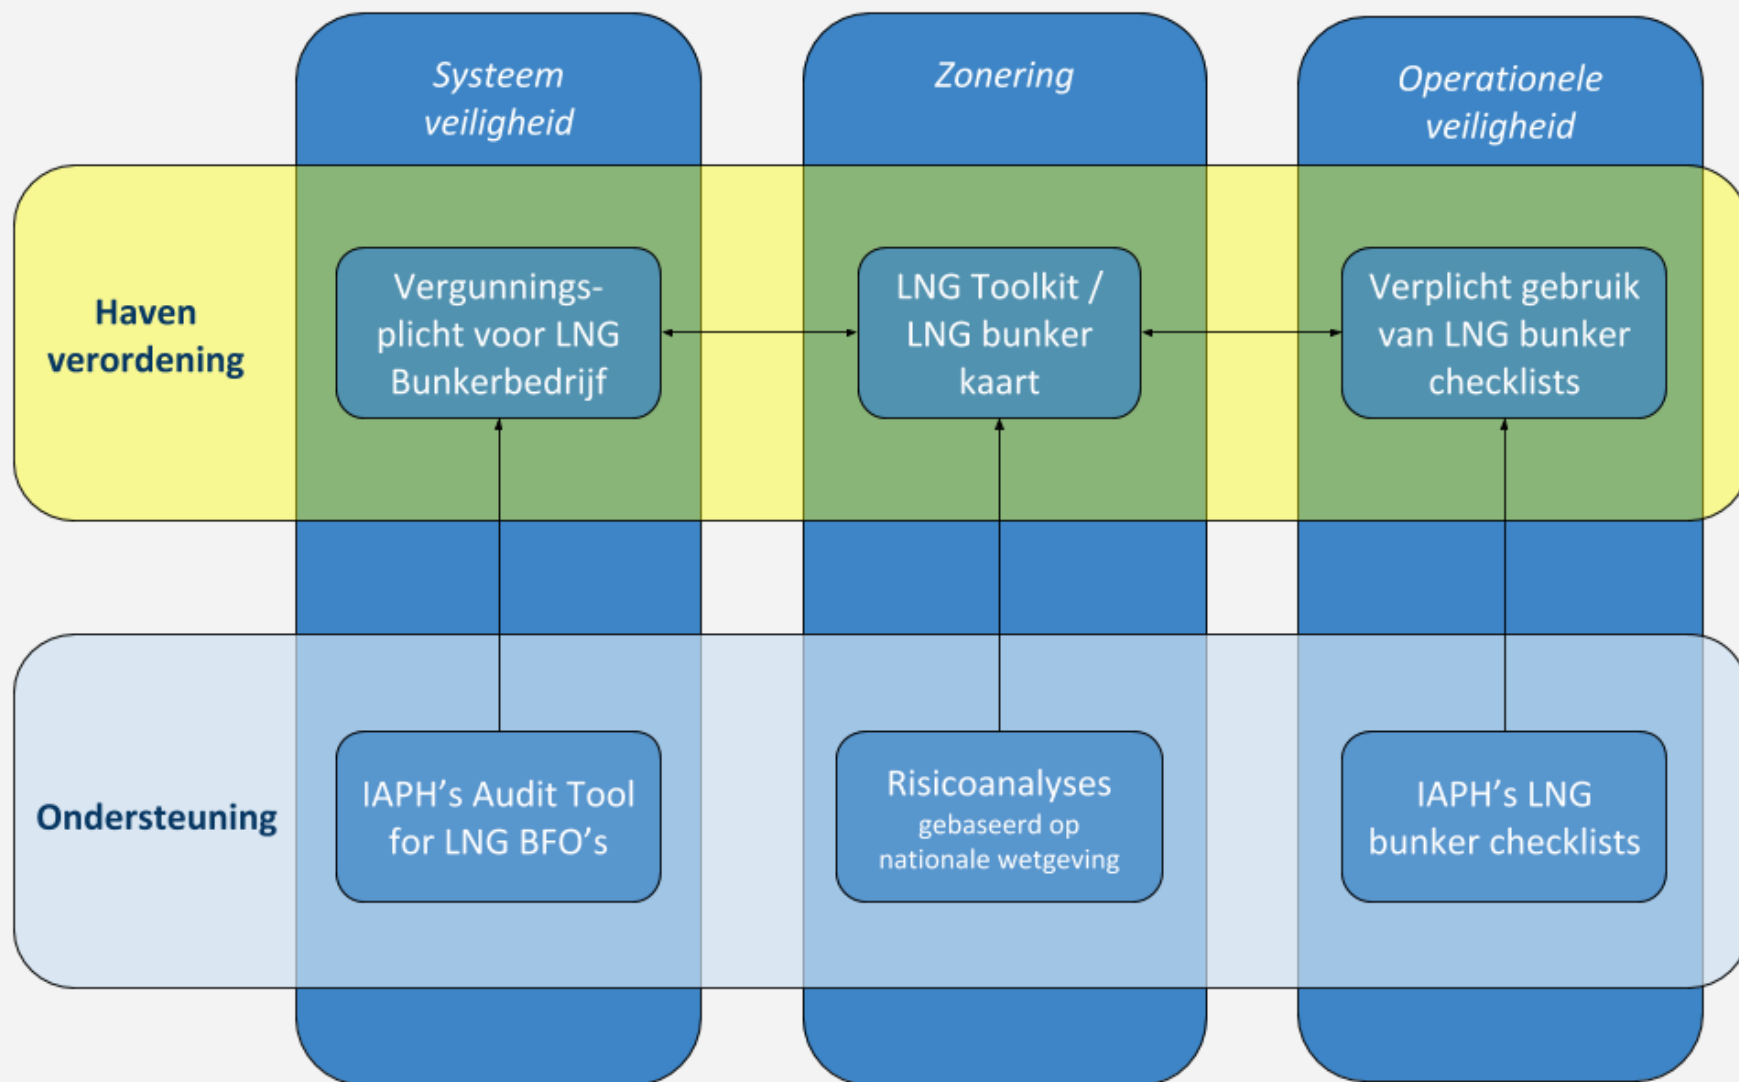 Systeem
veiligheid
Zonering
Operationele
veiligheid
Haven
verordening
Vergunnings-
plicht voor LNG
Bunkerbedrijf
LNG Toolkit /
LNG bunker
kaart
Verplicht gebruik
van LNG bunker
checklists
Ondersteuning
IAPH’s Audit Tool
for LNG BFO’s
Risicoanalyses
gebaseerd op
nationale wetgeving
IAPH’s LNG
bunker checklists